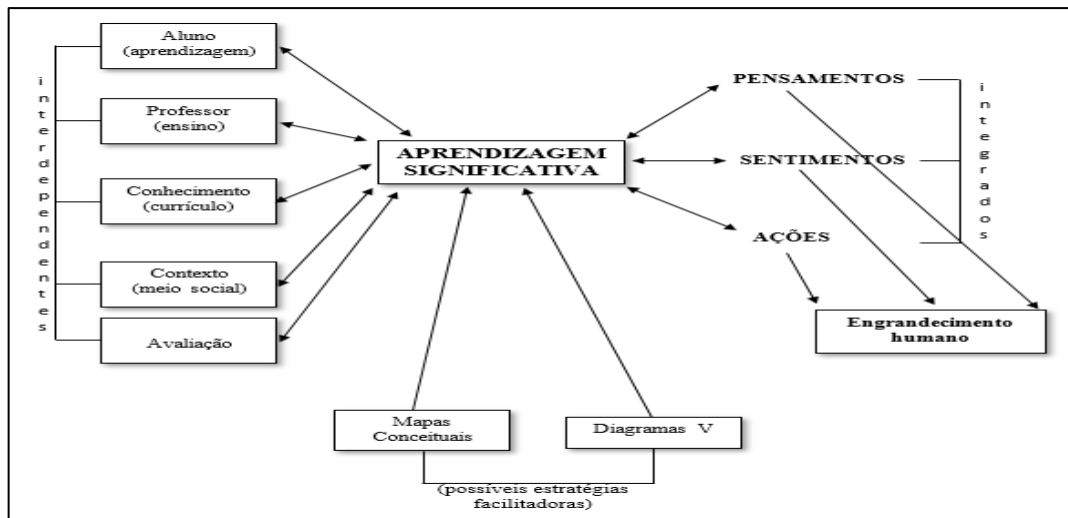 interdependentes
Aluno
(aprendizagem)
Professor
(ensino)
Conhecimento
(currículo)
Contexto
(meio social)
Avaliação
APRENDIZAGEM
SIGNIFICATIVA
PENSAMENTOS
SENTIMENTOS
AÇÕES
integrados
Engrandecimento
humano
Mapas
Conceituais
Diagramas V
(possíveis estratégias
facilitadoras)